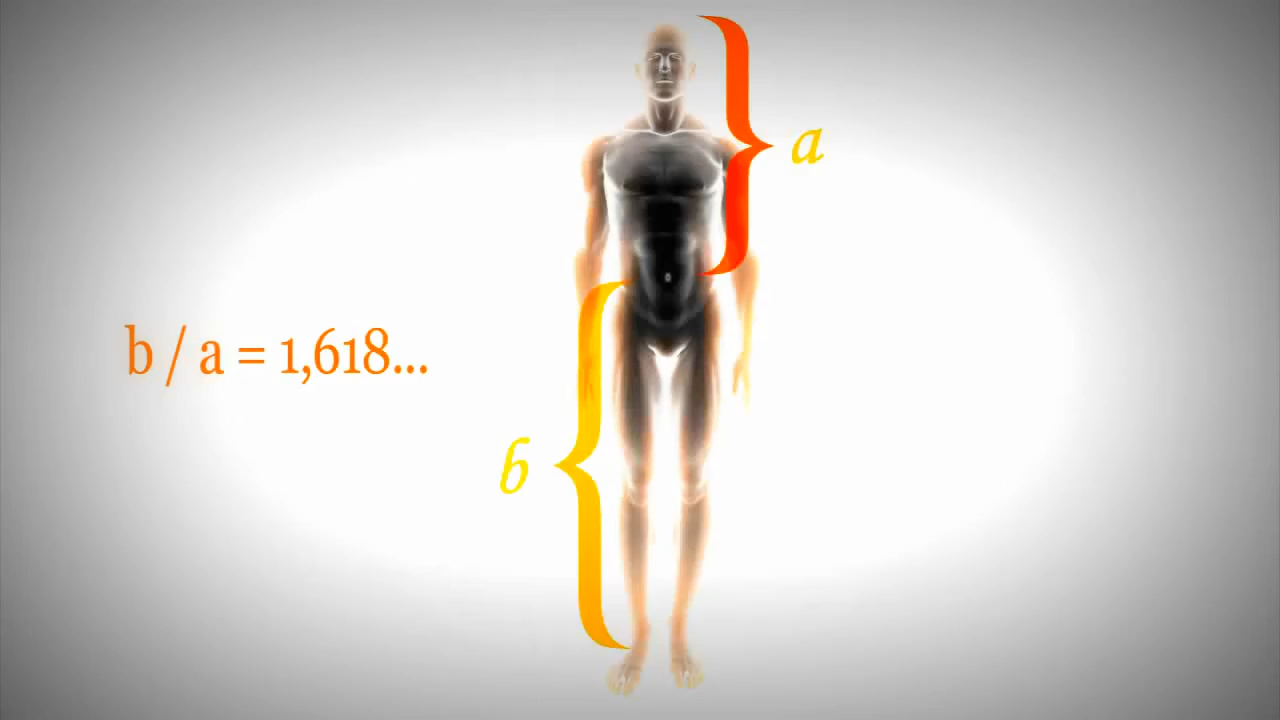 a
b / a = 1,618...
b